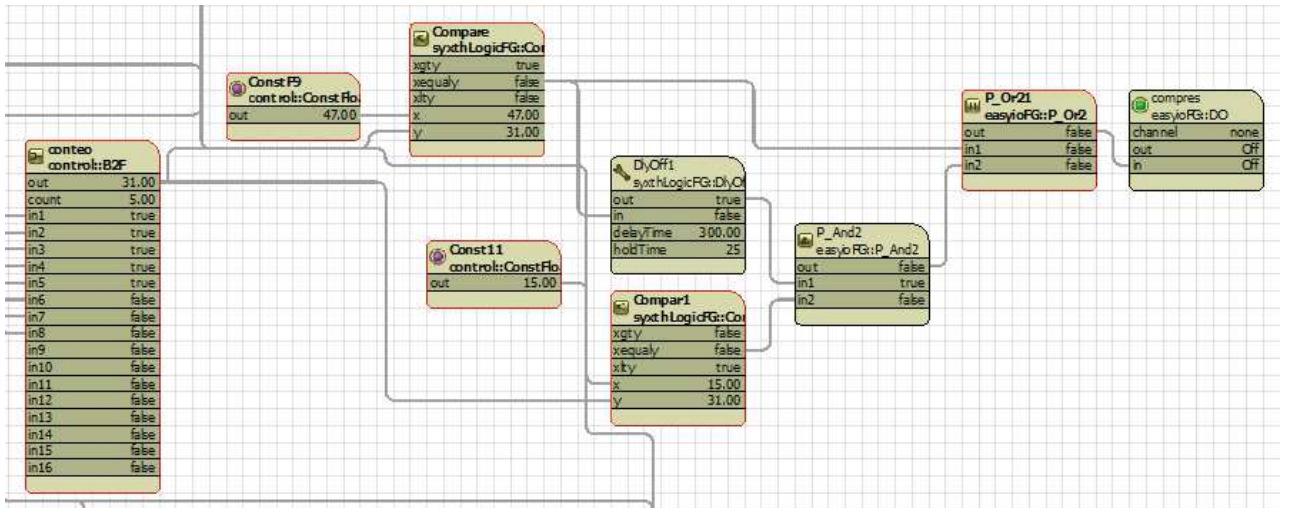 Compare
syxthLogicFG::Cor
xgty true
xequaly false
xlty false
x 47.00
y 31.00
ConstF9
control::ConstFlo
out 47.00
conteo
control::B2F
out 31.00
count 5.00
in1 true
in2 true
in3 true
in4 true
in5 true
in6 false
in7 false
in8 false
in9 false
in10 false
in11 false
in12 false
in13 false
in14 false
in15 false
in16 false
Const11
control::ConstFlo
out 15.00
DlyOff1
syxthLogicFG::DlyOf
out true
in false
delayTime 300.00
holdTime 25
Compar1
syxthLogicFG::Cor
xgty false
xequaly false
xlty true
x 15.00
y 31.00
P_And2
easyioFG::P_And2
out false
in1 true
in2 false
P_Or21
easyioFG::P_Or2
out false
in1 false
in2 false
compres
easyioFG::DO
channel none
out Off
in Off